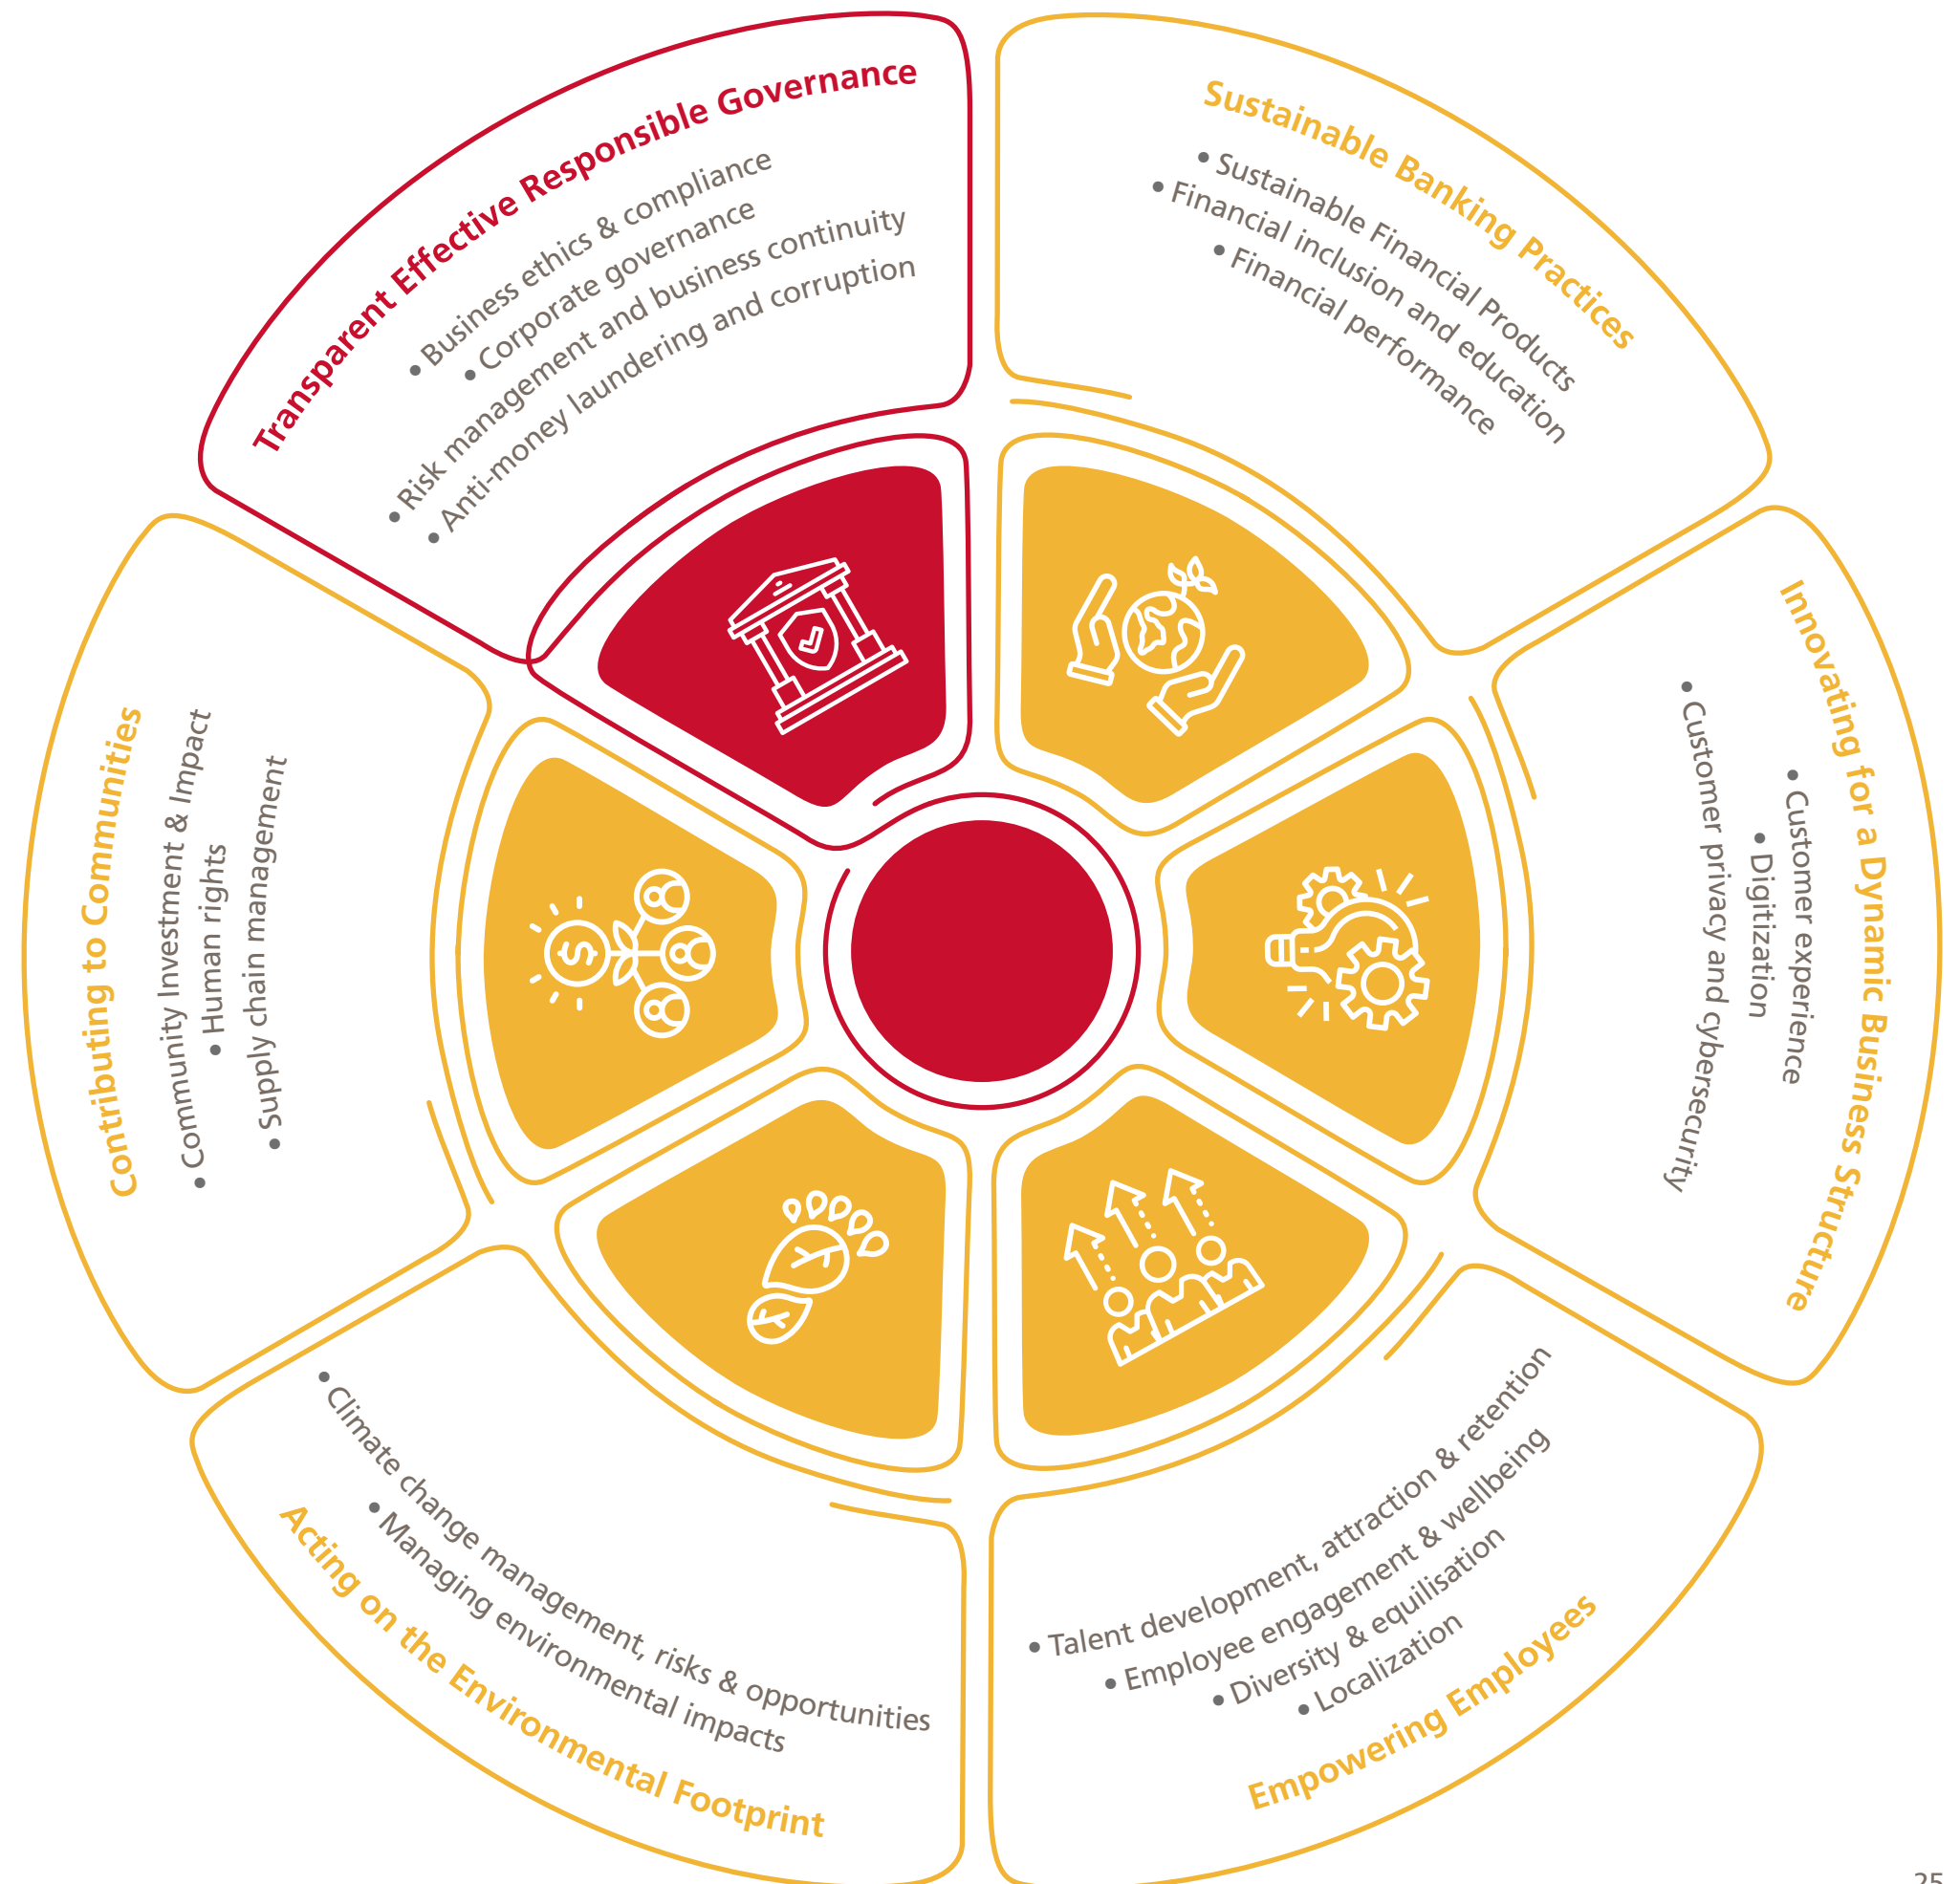 Transparent Effective Responsible Governance
• Business ethics & compliance
• Corporate governance
• Risk management and business continuity
• Anti-money laundering and corruption
Sustainable Banking Practices
• Sustainable Financial Products
• Financial inclusion and education
• Financial performance
Innovating for a Dynamic Business Structure
• Customer experience
• Digitization
• Customer privacy and cybersecurity
• Talent development, attraction & retention
• Employee engagement & wellbeing
• Diversity & equilisation
• Localization
Empowering Employees
• Climate change management, risks & opportunities
• Managing environmental impacts
Acting on the Environmental Footprint
Contributing to Communities
• Community Investment & Impact
• Human rights
• Supply chain management
$
25